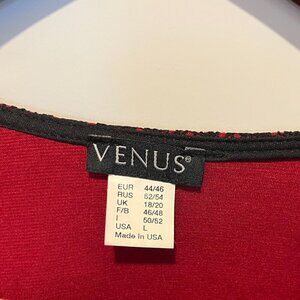 VENUS®
EUR 44/46
RUS 52/54
UK 18/20
F/B 46/48
I 50/52
USA L
Made In USA